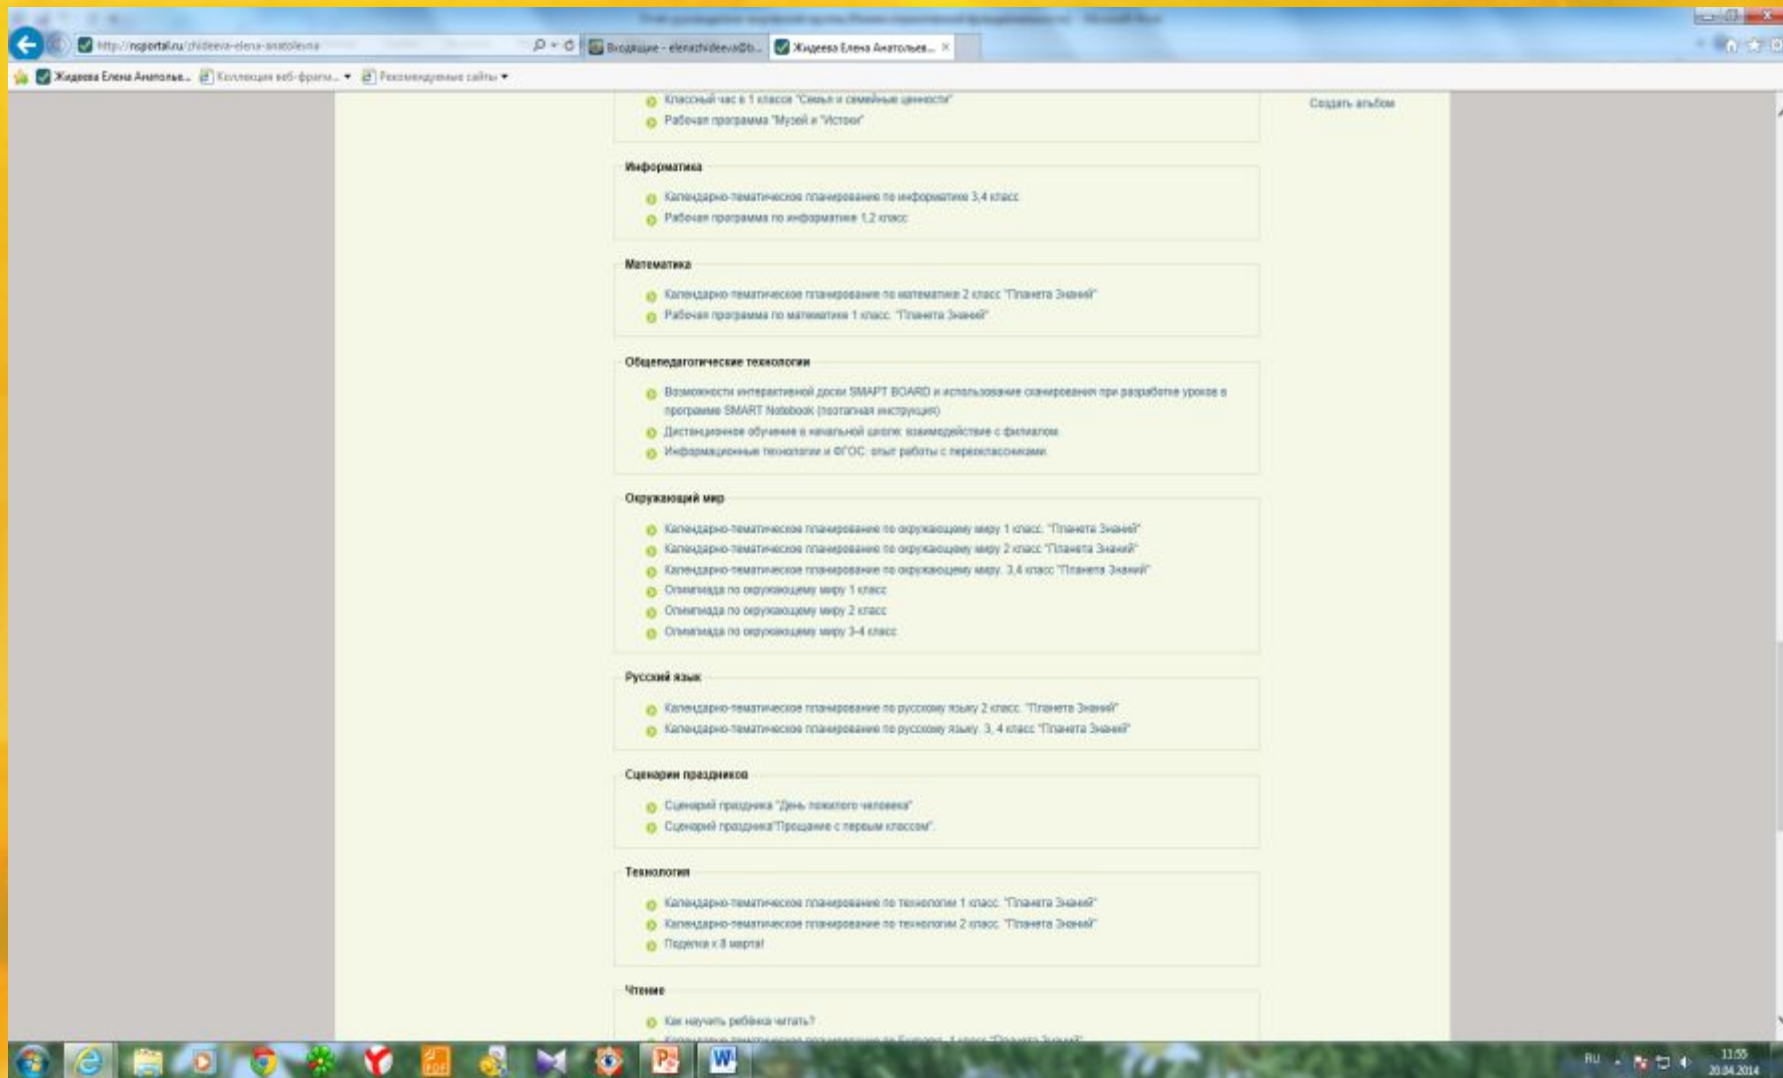 http://nsportal.ru/zhideeva-elena-anatolevna
Входящие - elenazhideeva@b...
Жидеева Елена Анатольев...
Жидеева Елена Анатолье...
Коллекция веб-фрагм...
Рекомендуемые сайты
Классный час в 1 классе "Семья и семейные ценности"
Рабочая программа "Музей и "Истоки"
Создать альбом
Информатика
Календарно-тематическое планирование по информатике 3,4 класс
Рабочая программа по информатике 1,2 класс
Математика
Календарно-тематическое планирование по математике 2 класс "Планета Знаний"
Рабочая программа по математике 1 класс. "Планета Знаний"
Общепедагогические технологии
Возможности интерактивной доски SMAPT BOARD и использование сканирования при разработке уроков в
программе SMART Notebook (поэтапная инструкция)
Дистанционное обучение в начальной школе: взаимодействие с филиалом.
Информационные технологии и ФГОС: опыт работы с первоклассниками.
Окружающий мир
Календарно-тематическое планирование по окружающему миру 1 класс. "Планета Знаний"
Календарно-тематическое планирование по окружающему миру 2 класс "Планета Знаний"
Календарно-тематическое планирование по окружающему миру. 3,4 класс "Планета Знаний"
Олимпиада по окружающему миру 1 класс
Олимпиада по окружающему миру 2 класс
Олимпиада по окружающему миру 3-4 класс
Русский язык
Календарно-тематическое планирование по русскому языку 2 класс. "Планета Знаний"
Календарно-тематическое планирование по русскому языку. 3, 4 класс "Планета Знаний"
Сценарии праздников
Сценарий праздника "День пожилого человека"
Сценарий праздника"Прощание с первым классом".
Технология
Календарно-тематическое планирование по технологии 1 класс. "Планета Знаний"
Календарно-тематическое планирование по технологии 2 класс. "Планета Знаний"
Поделка к 8 марта!
Чтение
Как научить ребёнка читать?
RU
11:55
20.04.2014